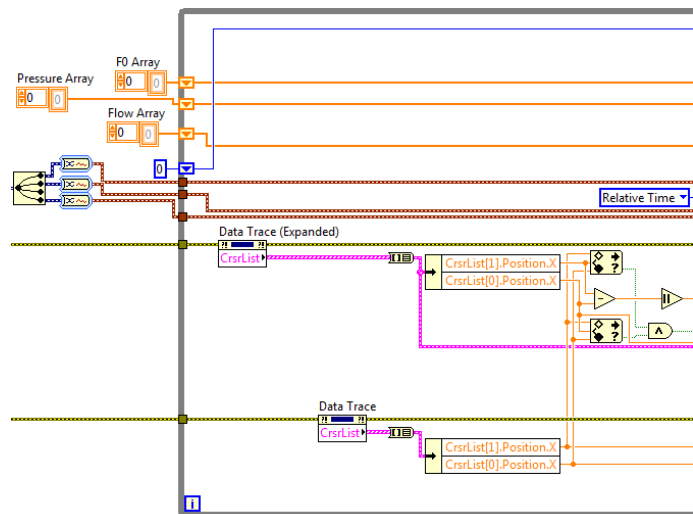 F0 Array
0 0
Pressure Array
0 0
Flow Array
0 0
0
Relative Time
Data Trace (Expanded)
?! ?!
CrsrList
CrsrList[1].Position.X
CrsrList[0].Position.X
?
-
||
?
∧
Data Trace
?! ?!
CrsrList
CrsrList[1].Position.X
CrsrList[0].Position.X
i